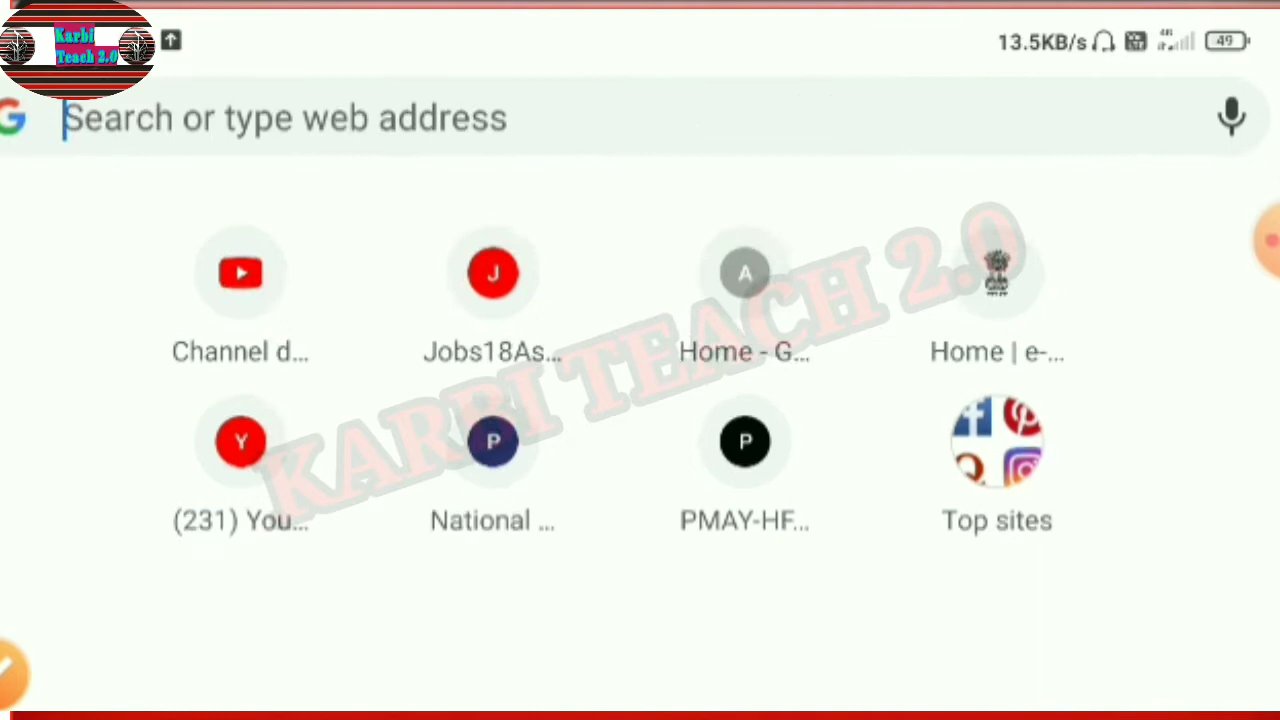 Karbi
Teach 2.0
13.5KB/s
4G
49
Search or type web address
J
A
Channel d...
Jobs18As...
Home - G...
Home | e-...
KARBI TEACH 2.0
Y
P
P
(231) You...
National ...
PMAY-HF...
Top sites